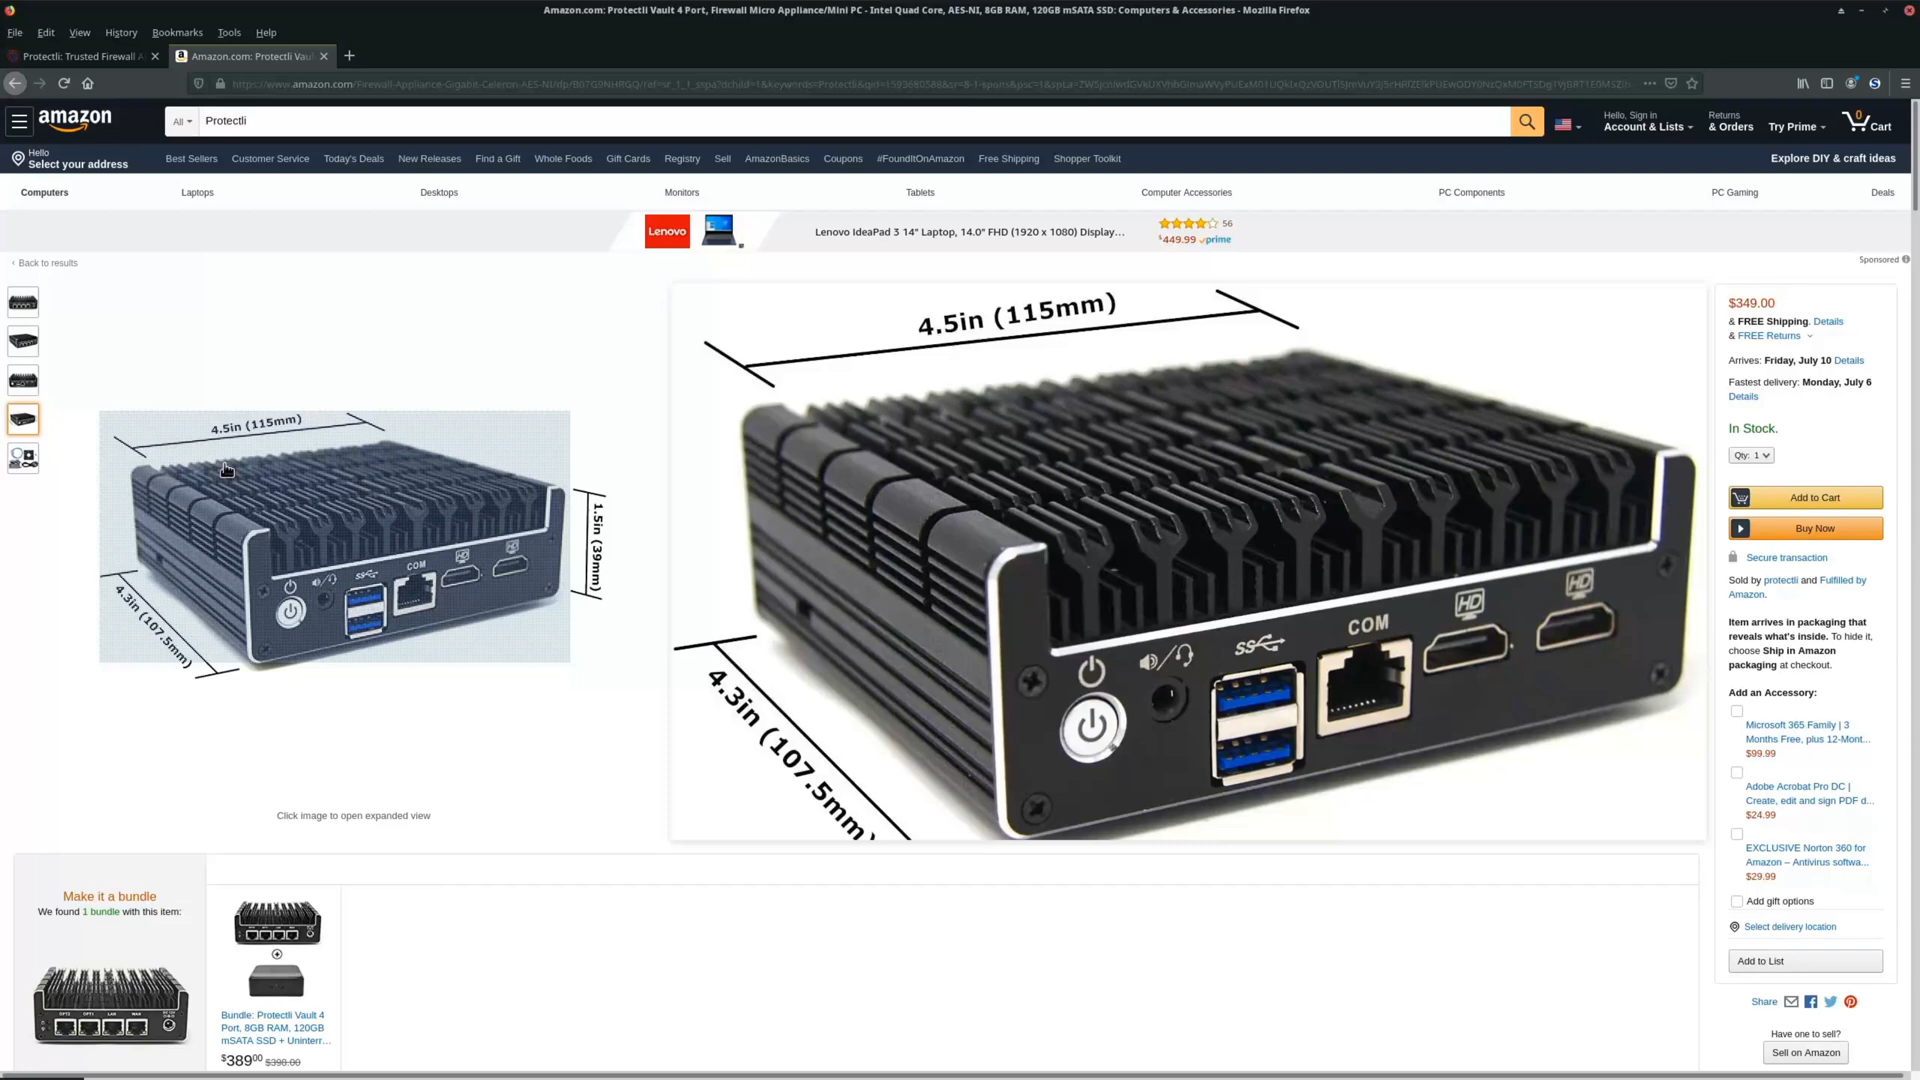 Amazon.com: Protectli Vault 4 Port, Firewall Micro Appliance/Mini PC - Intel Quad Core, AES-NI, 8GB RAM, 120GB mSATA SSD: Computers & Accessories - Mozilla Firefox
File Edit View History Bookmarks Tools Help
Protectli: Trusted Firewall A
Amazon.com: Protectli Vau
amazon
All
Protectli
Hello, Sign in
Account & Lists
Returns
& Orders
Try Prime
0
Cart
Hello
Select your address
Best Sellers Customer Service Today's Deals New Releases Find a Gift Whole Foods Gift Cards Registry Sell AmazonBasics Coupons #FoundItOnAmazon Free Shipping Shopper Toolkit
Explore DIY & craft ideas
Computers Laptops Desktops Monitors Tablets Computer Accessories PC Components PC Gaming Deals
Lenovo
Lenovo IdeaPad 3 14" Laptop, 14.0" FHD (1920 x 1080) Display…
56
$449.99 prime
‹ Back to results
Sponsored
4.5in (115mm)
4.3in (107.5mm)
1.5in (39mm)
COM
HD
HD
SS
Click image to open expanded view
4.5in (115mm)
4.3in (107.5mm)
SS
COM
HD
HD
$349.00
& FREE Shipping. Details
& FREE Returns
Arrives: Friday, July 10 Details
Fastest delivery: Monday, July 6
Details
In Stock.
Qty: 1
Add to Cart
Buy Now
Secure transaction
Sold by protectli and Fulfilled by
Amazon.
Item arrives in packaging that
reveals what's inside. To hide it,
choose Ship in Amazon
packaging at checkout.
Add an Accessory:
Microsoft 365 Family | 3
Months Free, plus 12-Mont...
$99.99
Adobe Acrobat Pro DC |
Create, edit and sign PDF d...
$24.99
EXCLUSIVE Norton 360 for
Amazon – Antivirus softwa...
$29.99
Add gift options
Select delivery location
Add to List
Share
Have one to sell?
Sell on Amazon
Make it a bundle
We found 1 bundle with this item:
OPT2 OPT1 LAN WAN
Bundle: Protectli Vault 4
Port, 8GB RAM, 120GB
mSATA SSD + Uninterr…
$389.00 $398.00